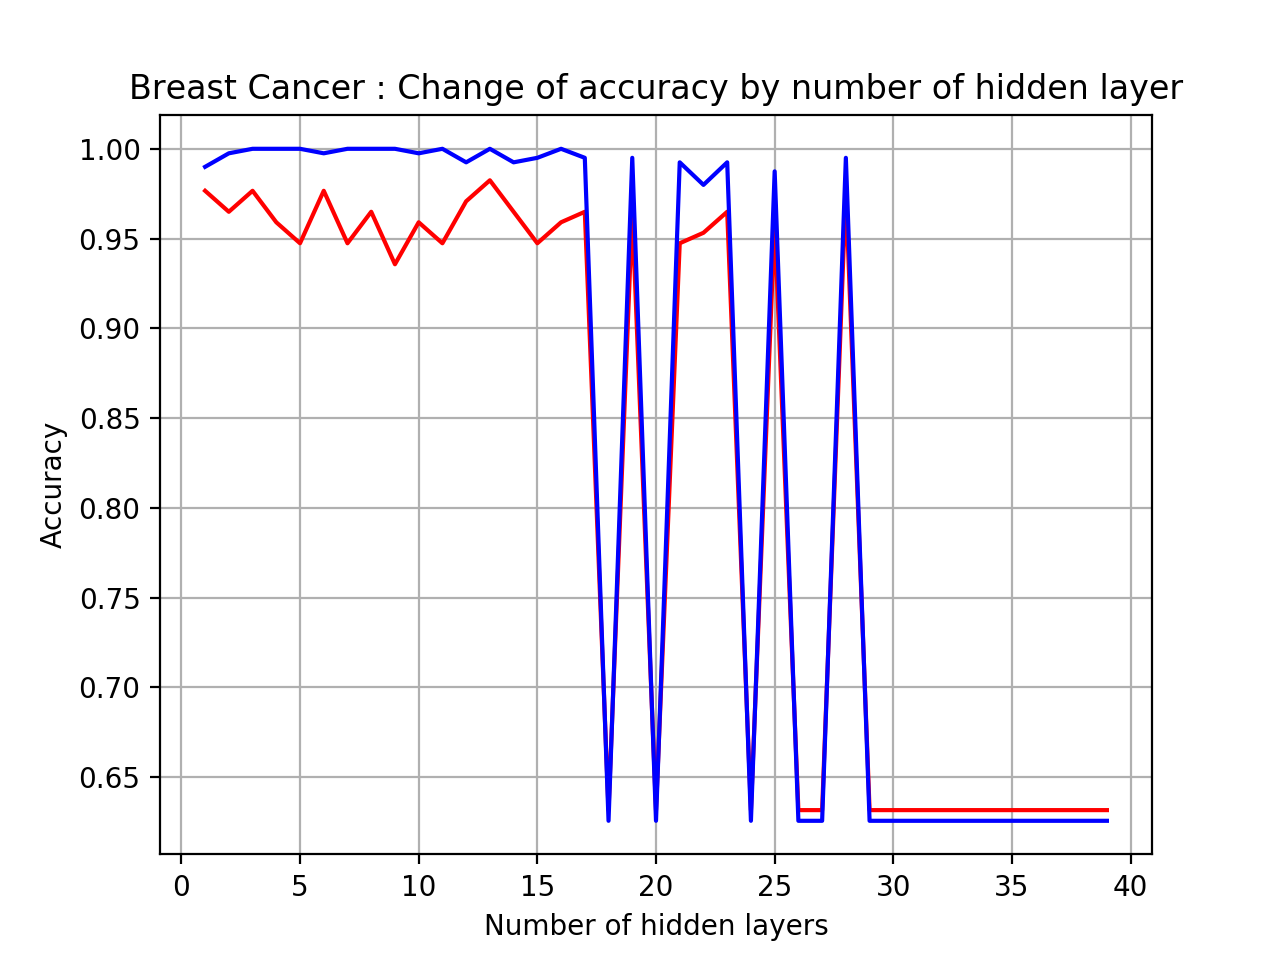 Breast Cancer : Change of accuracy by number of hidden layer
1.00
0.95
0.90
0.85
0.80
0.75
0.70
0.65
Accuracy
0 5 10 15 20 25 30 35 40
Number of hidden layers